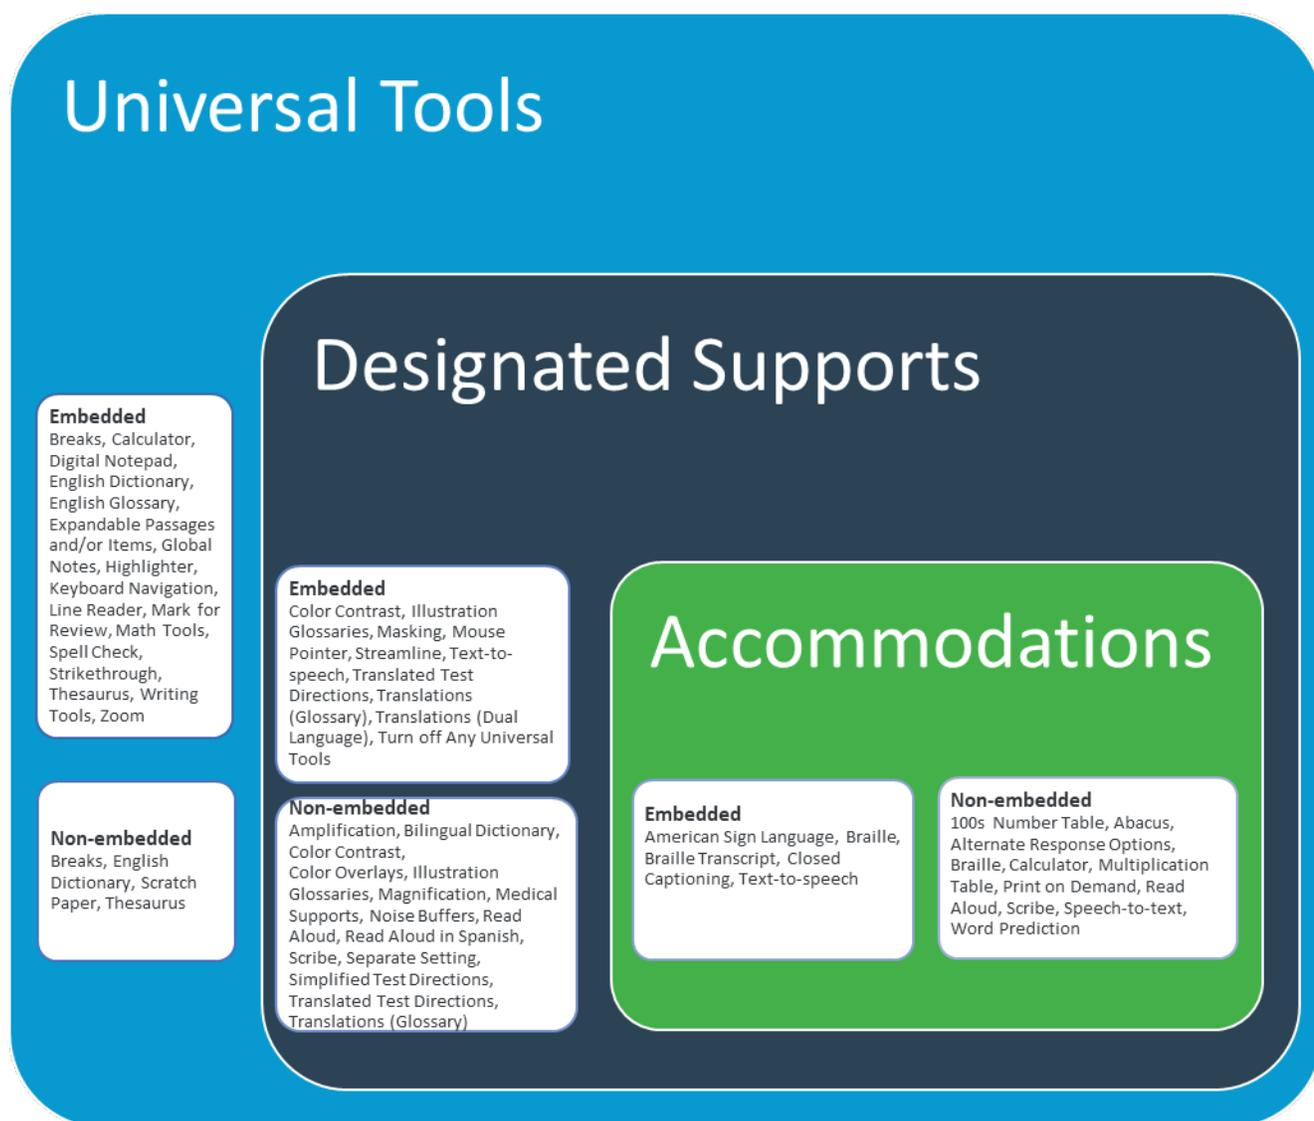 Universal Tools
Designated Supports
Embedded
Breaks, Calculator,
Digital Notepad,
English Dictionary,
English Glossary,
Expandable Passages
and/or Items, Global
Notes, Highlighter,
Keyboard Navigation,
Line Reader, Mark for
Review, Math Tools,
Spell Check,
Strikethrough,
Thesaurus, Writing
Tools, Zoom
Non-embedded
Breaks, English
Dictionary, Scratch
Paper, Thesaurus
Embedded
Color Contrast, Illustration
Glossaries, Masking, Mouse
Pointer, Streamline, Text-to-
speech, Translated Test
Directions, Translations
(Glossary), Translations (Dual
Language), Turn off Any Universal
Tools
Non-embedded
Amplification, Bilingual Dictionary,
Color Contrast,
Color Overlays, Illustration
Glossaries, Magnification, Medical
Supports, Noise Buffers, Read
Aloud, Read Aloud in Spanish,
Scribe, Separate Setting,
Simplified Test Directions,
Translated Test Directions,
Translations (Glossary)
Accommodations
Embedded
American Sign Language, Braille,
Braille Transcript, Closed
Captioning, Text-to-speech
Non-embedded
100s Number Table, Abacus,
Alternate Response Options,
Braille, Calculator, Multiplication
Table, Print on Demand, Read
Aloud, Scribe, Speech-to-text,
Word Prediction